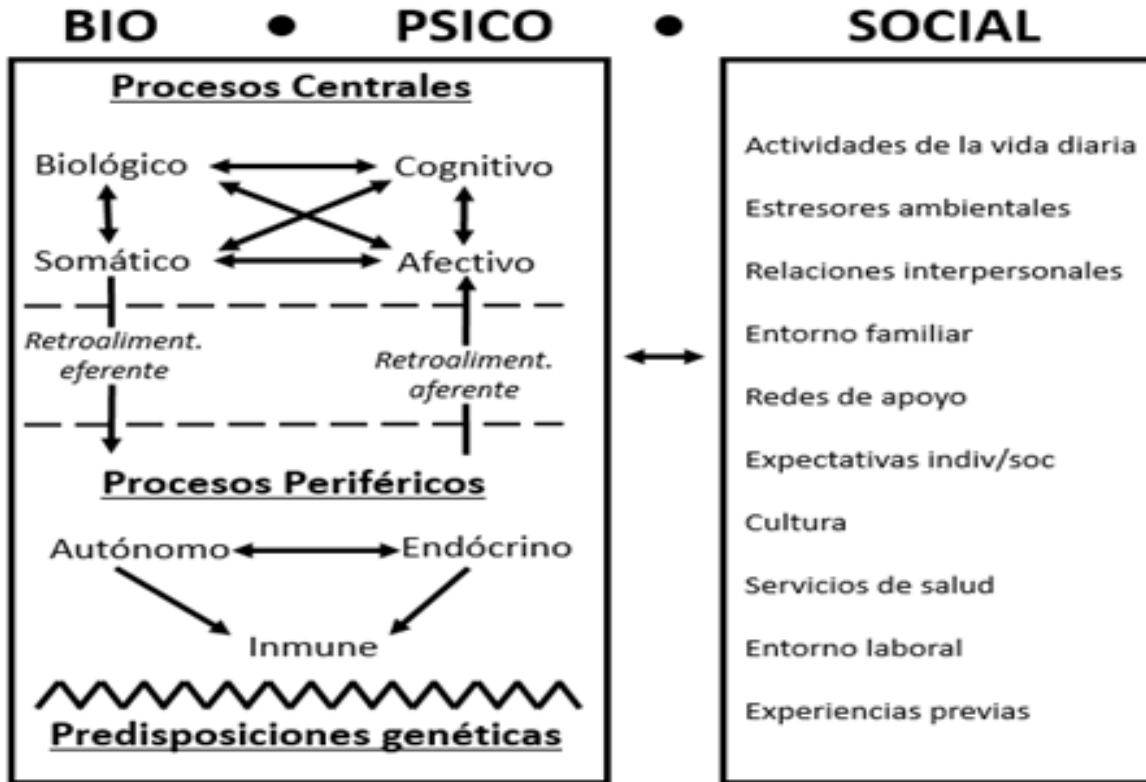 BIO • PSICO • SOCIAL
Procesos Centrales
Biológico Cognitivo
Somático Afectivo
Retroaliment.
eferente
Retroaliment.
aferente
Procesos Periféricos
Autónomo Endócrino
Inmune
Predisposiciones genéticas
Actividades de la vida diaria
Estresores ambientales
Relaciones interpersonales
Entorno familiar
Redes de apoyo
Expectativas indiv/soc
Cultura
Servicios de salud
Entorno laboral
Experiencias previas